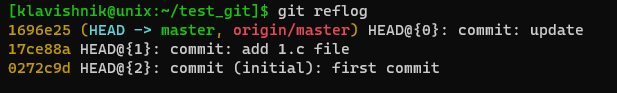 [klavishnik@unix:~/test_git]$ git reflog
1696e25 (HEAD -> master, origin/master) HEAD@{0}: commit: update
17ce88a HEAD@{1}: commit: add 1.c file
0272c9d HEAD@{2}: commit (initial): first commit